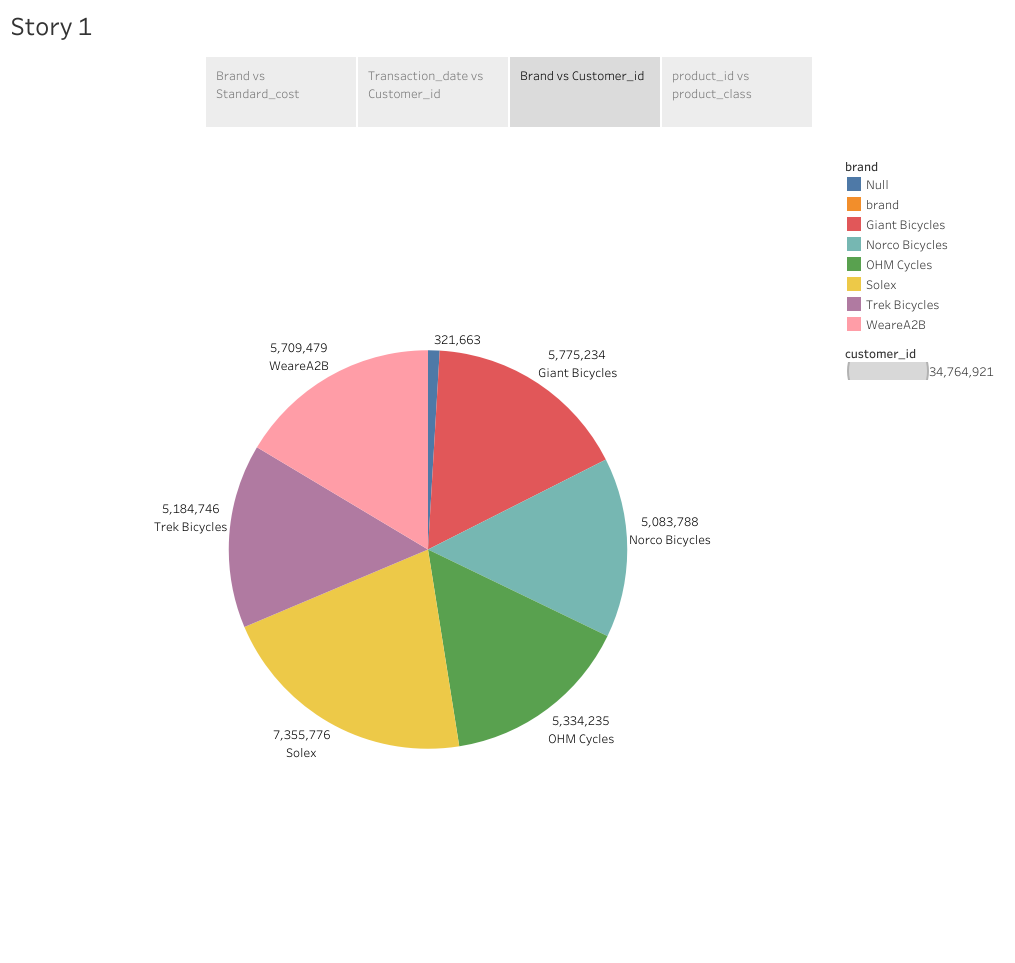 Story 1
Brand vs
Standard_cost
Transaction_date vs
Customer_id
Brand vs Customer_id
product_id vs
product_class
brand
Null
brand
Giant Bicycles
Norco Bicycles
OHM Cycles
Solex
Trek Bicycles
WeareA2B
customer_id
34,764,921
321,663
5,709,479
WeareA2B
5,775,234
Giant Bicycles
5,184,746
Trek Bicycles
5,083,788
Norco Bicycles
7,355,776
Solex
5,334,235
OHM Cycles